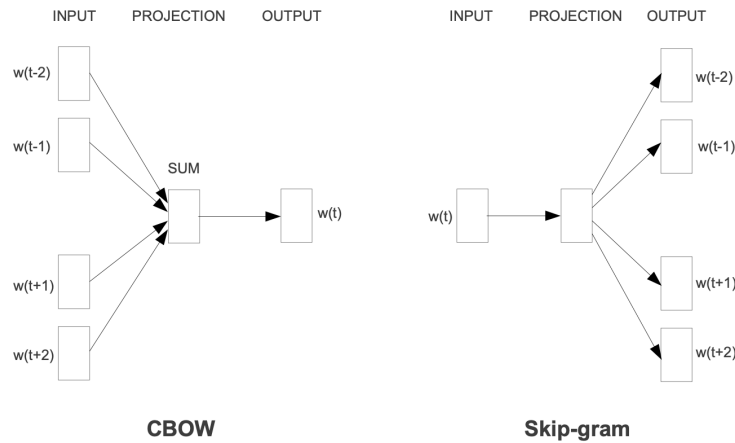 INPUT PROJECTION OUTPUT
w(t-2)
w(t-1)
SUM
w(t)
w(t+1)
w(t+2)
CBOW
INPUT PROJECTION OUTPUT
w(t-2)
w(t-1)
w(t)
w(t+1)
w(t+2)
Skip-gram